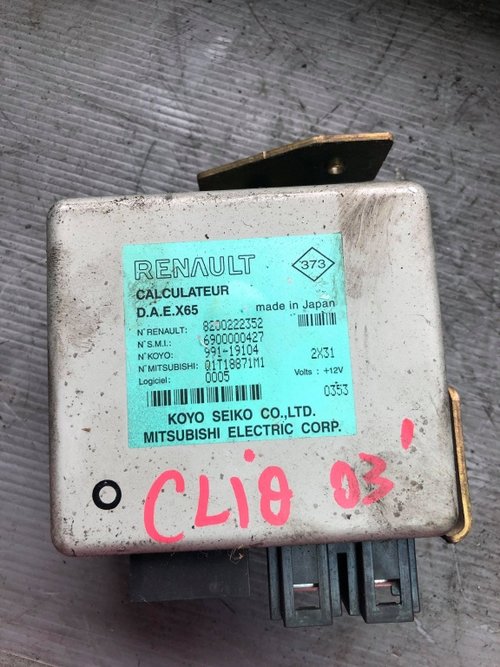 RENAULT
373
CALCULATEUR
D.A.E.X65
made in Japan
N° RENAULT: 8200222352
N° S.M.I.: 6900000427
N° KOYO: 991-19104
2X31
N° MITSUBISHI: Q1T18871M1
Volts: +12V
Logiciel: 0005
0353
KOYO SEIKO CO.,LTD.
MITSUBISHI ELECTRIC CORP.
CLiO 03'